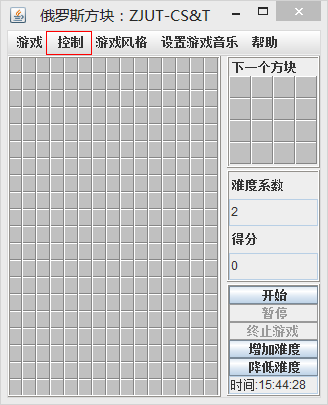 俄罗斯方块：ZJUT-CS&T
游戏 控制 游戏风格 设置游戏音乐 帮助
下一个方块
难度系数
2
得分
0
开始
暂停
终止游戏
增加难度
降低难度
时间:15:44:28